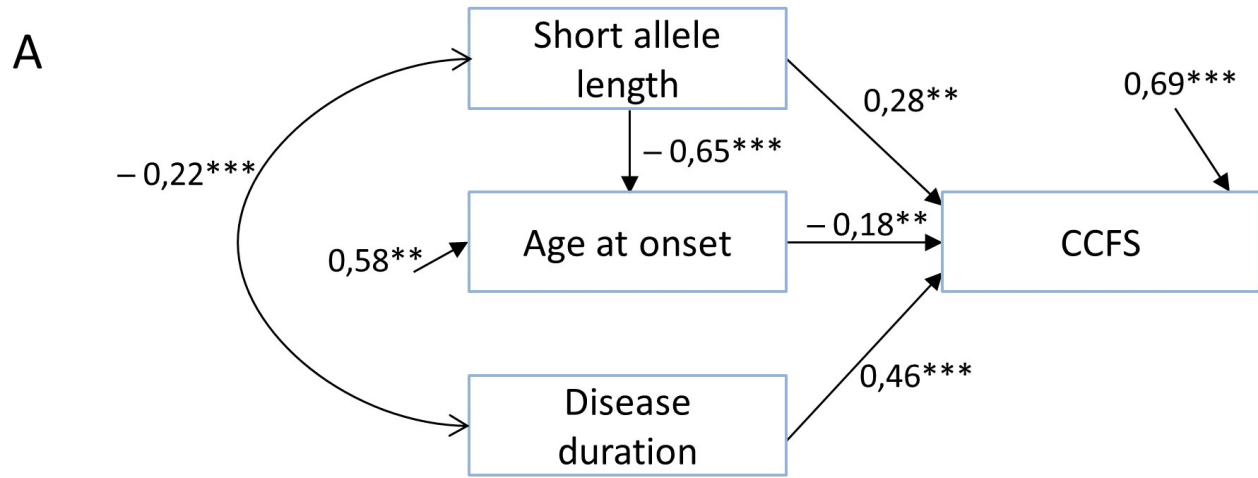 A
Short allele
length
0,28**
0,69***
– 0,65***
– 0,22***
Age at onset
– 0,18**
CCFS
0,58**
0,46***
Disease
duration